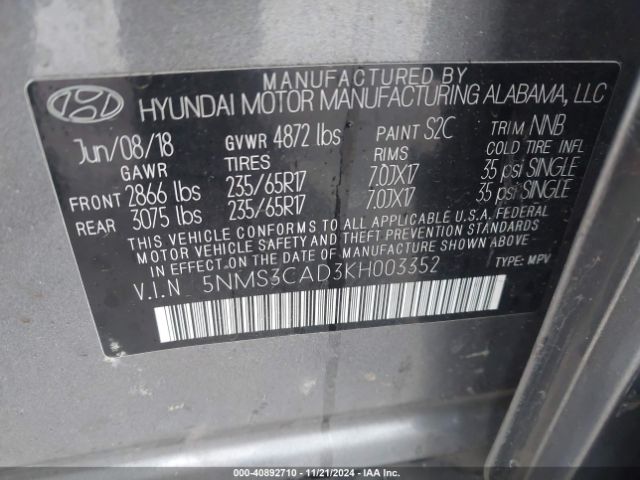 MANUFACTURED BY
HYUNDAI MOTOR MANUFACTURING ALABAMA, LLC
Jun/08/18 GVWR 4872 lbs PAINT S2C TRIM NNB
GAWR TIRES RIMS COLD TIRE INFL
FRONT 2866 lbs 235/65R17 7.0JX17 35 psi SINGLE
REAR 3075 lbs 235/65R17 7.0JX17 35 psi SINGLE
THIS VEHICLE CONFORMS TO ALL APPLICABLE U.S.A. FEDERAL
MOTOR VEHICLE SAFETY AND THEFT PREVENTION STANDARDS
IN EFFECT ON THE DATE OF MANUFACTURE SHOWN ABOVE.
V.I.N 5NMS3CAD3KH003352 TYPE: MPV
000-40892710 - 11/21/2024 - IAA Inc.